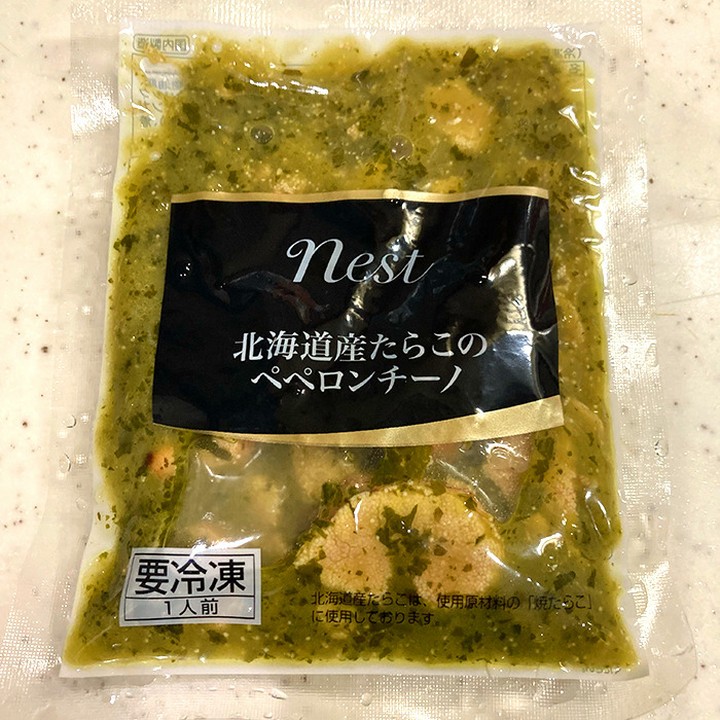 nest
北海道産たらこの
ペペロンチーノ
要冷凍
1人前
北海道産たらこは、使用原材料の「焼たらこ」
に使用しております